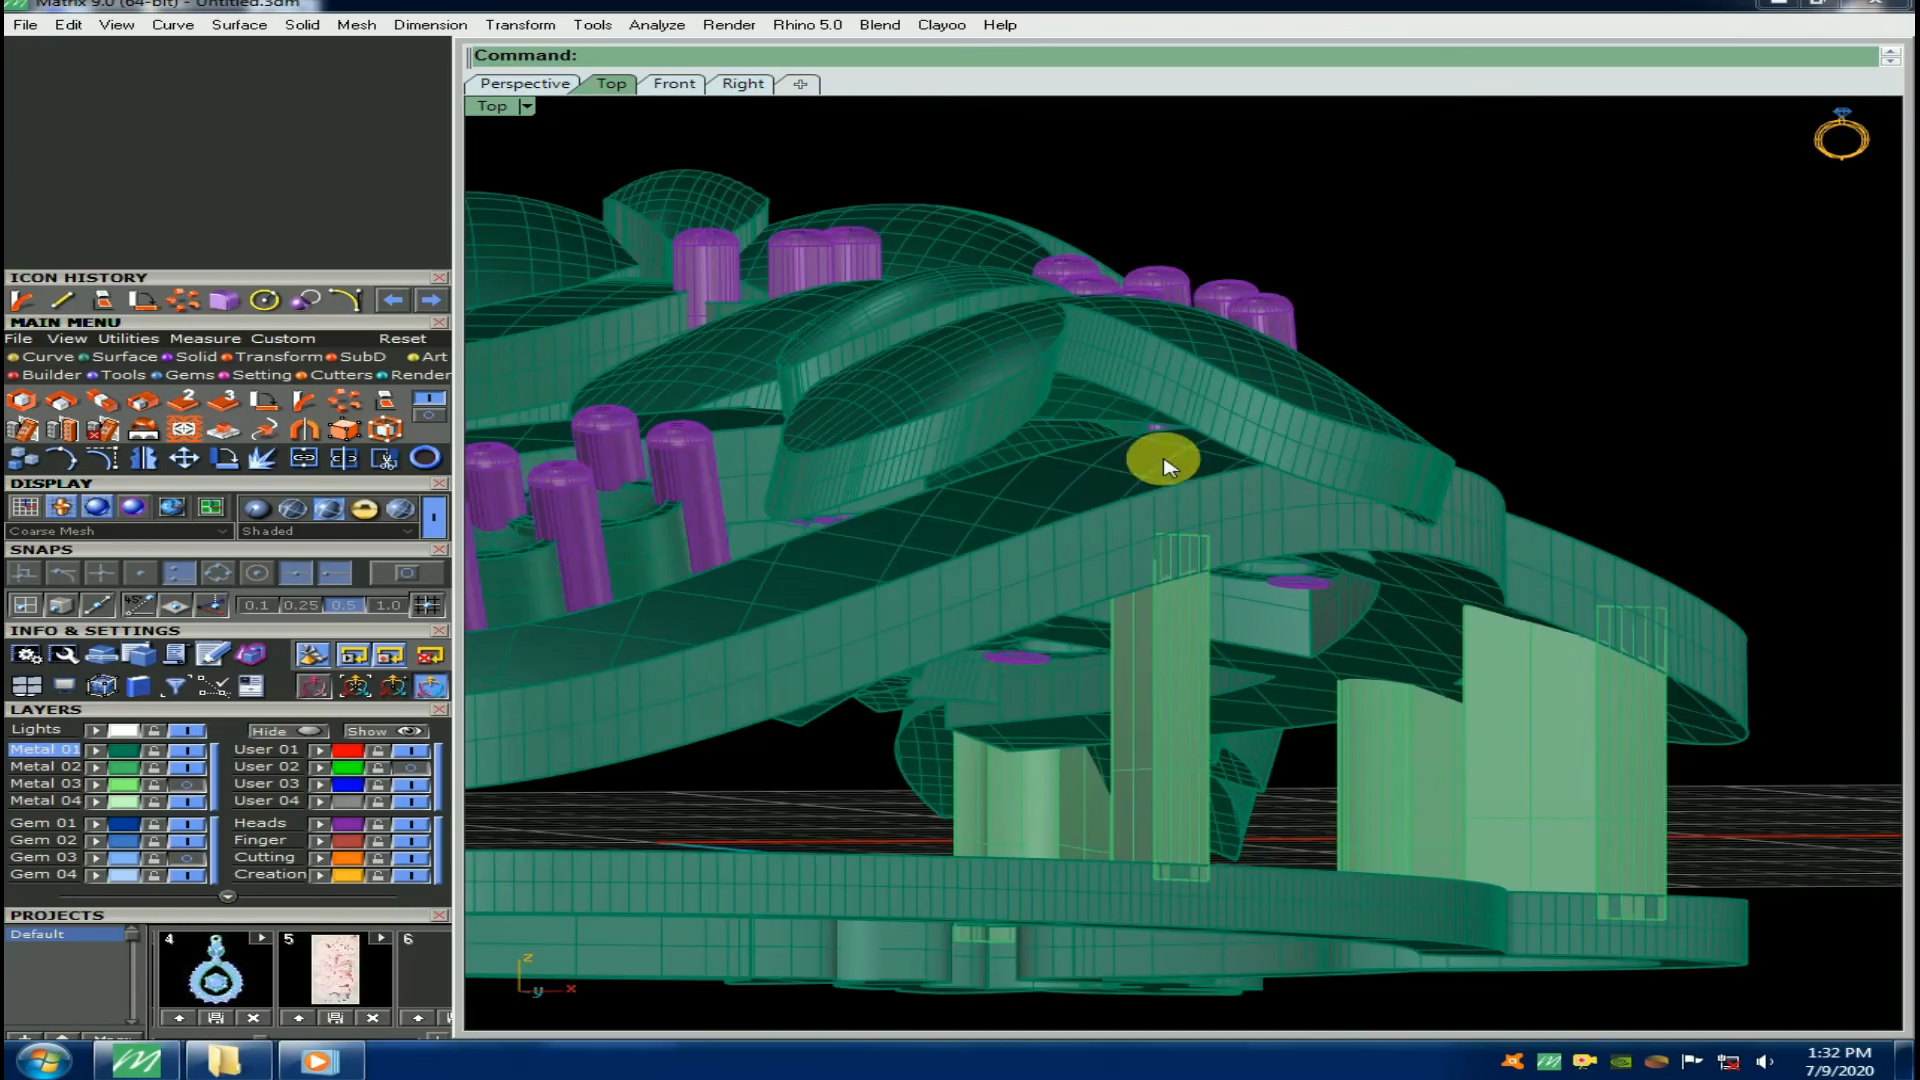 Matrix 9.0 (64-bit) - Untitled.3dm
File Edit View Curve Surface Solid Mesh Dimension Transform Tools Analyze Render Rhino 5.0 Blend Clayoo Help
Command:
Perspective Top Front Right
Top
ICON HISTORY
MAIN MENU
File View Utilities Measure Custom Reset
Curve Surface Solid Transform SubD Art
Builder Tools Gems Setting Cutters Render
2 3
DISPLAY
Coarse Mesh Shaded
SNAPS
45° 0.1 0.25 0.5 1.0
INFO & SETTINGS
LAYERS
Lights Hide Show
Metal 01 User 01
Metal 02 User 02
Metal 03 User 03
Metal 04 User 04
Gem 01 Heads
Gem 02 Finger
Gem 03 Cutting
Gem 04 Creation
PROJECTS
Default 4 5 6
z
y x
1:32 PM
7/9/2020